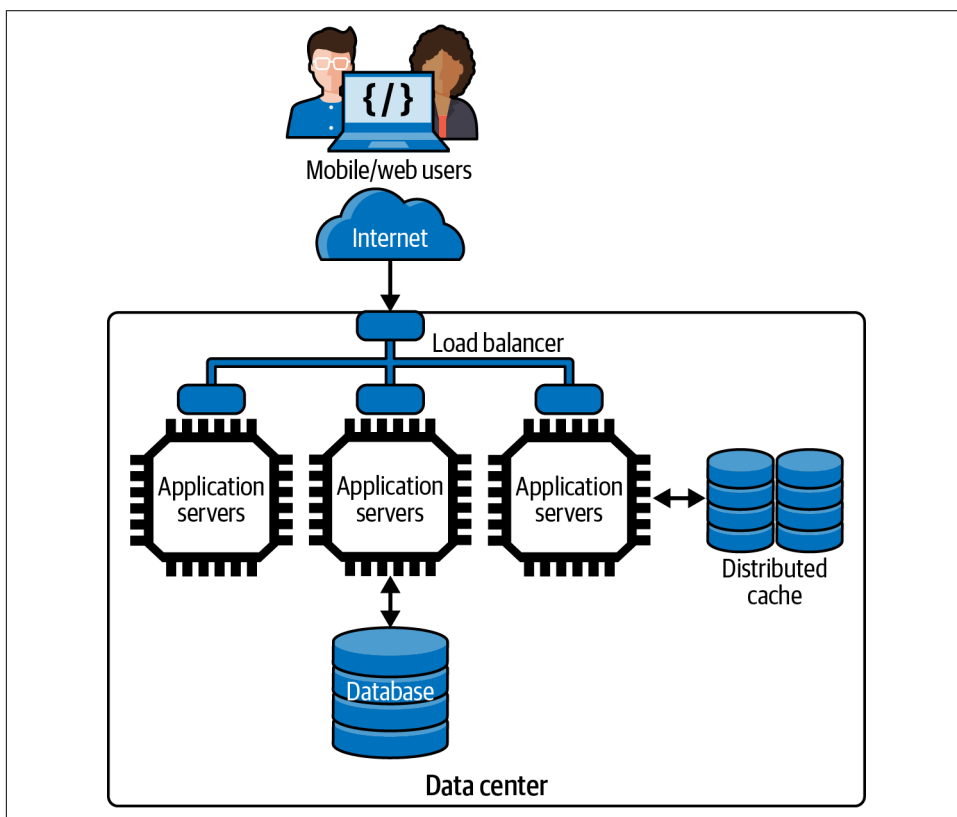 {/}
Mobile/web users
Internet
Load balancer
Application
servers
Application
servers
Application
servers
Distributed
cache
Database
Data center